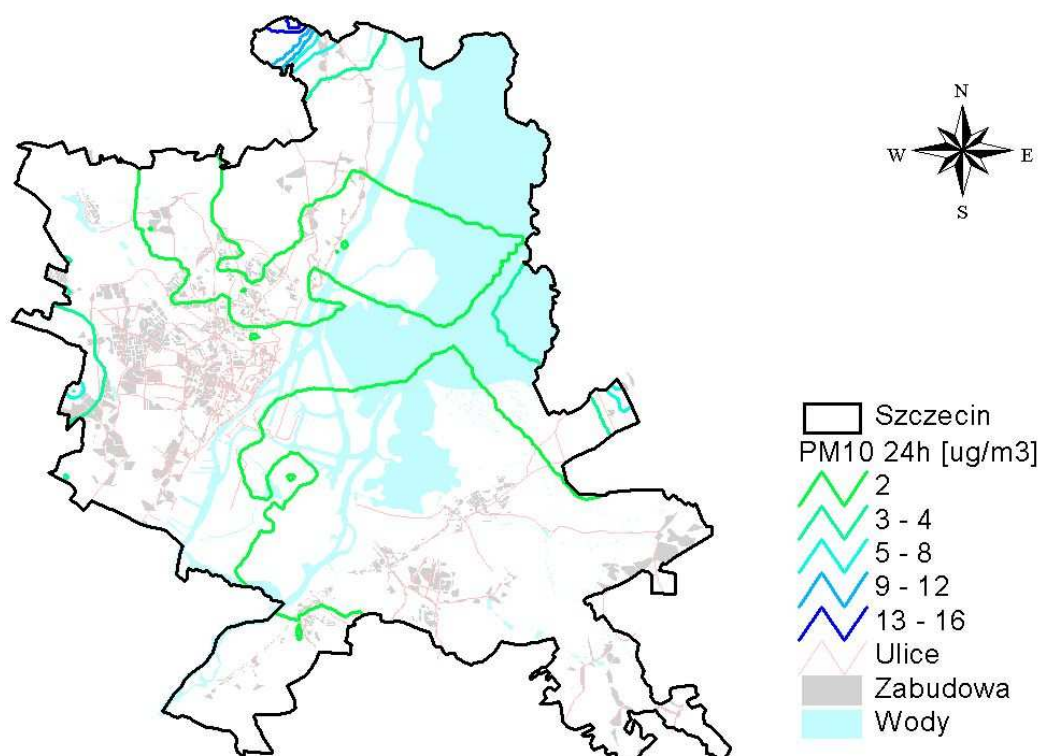 N
W E
S
Szczecin
PM10 24h [ug/m3]
2
3 - 4
5 - 8
9 - 12
13 - 16
Ulice
Zabudowa
Wody